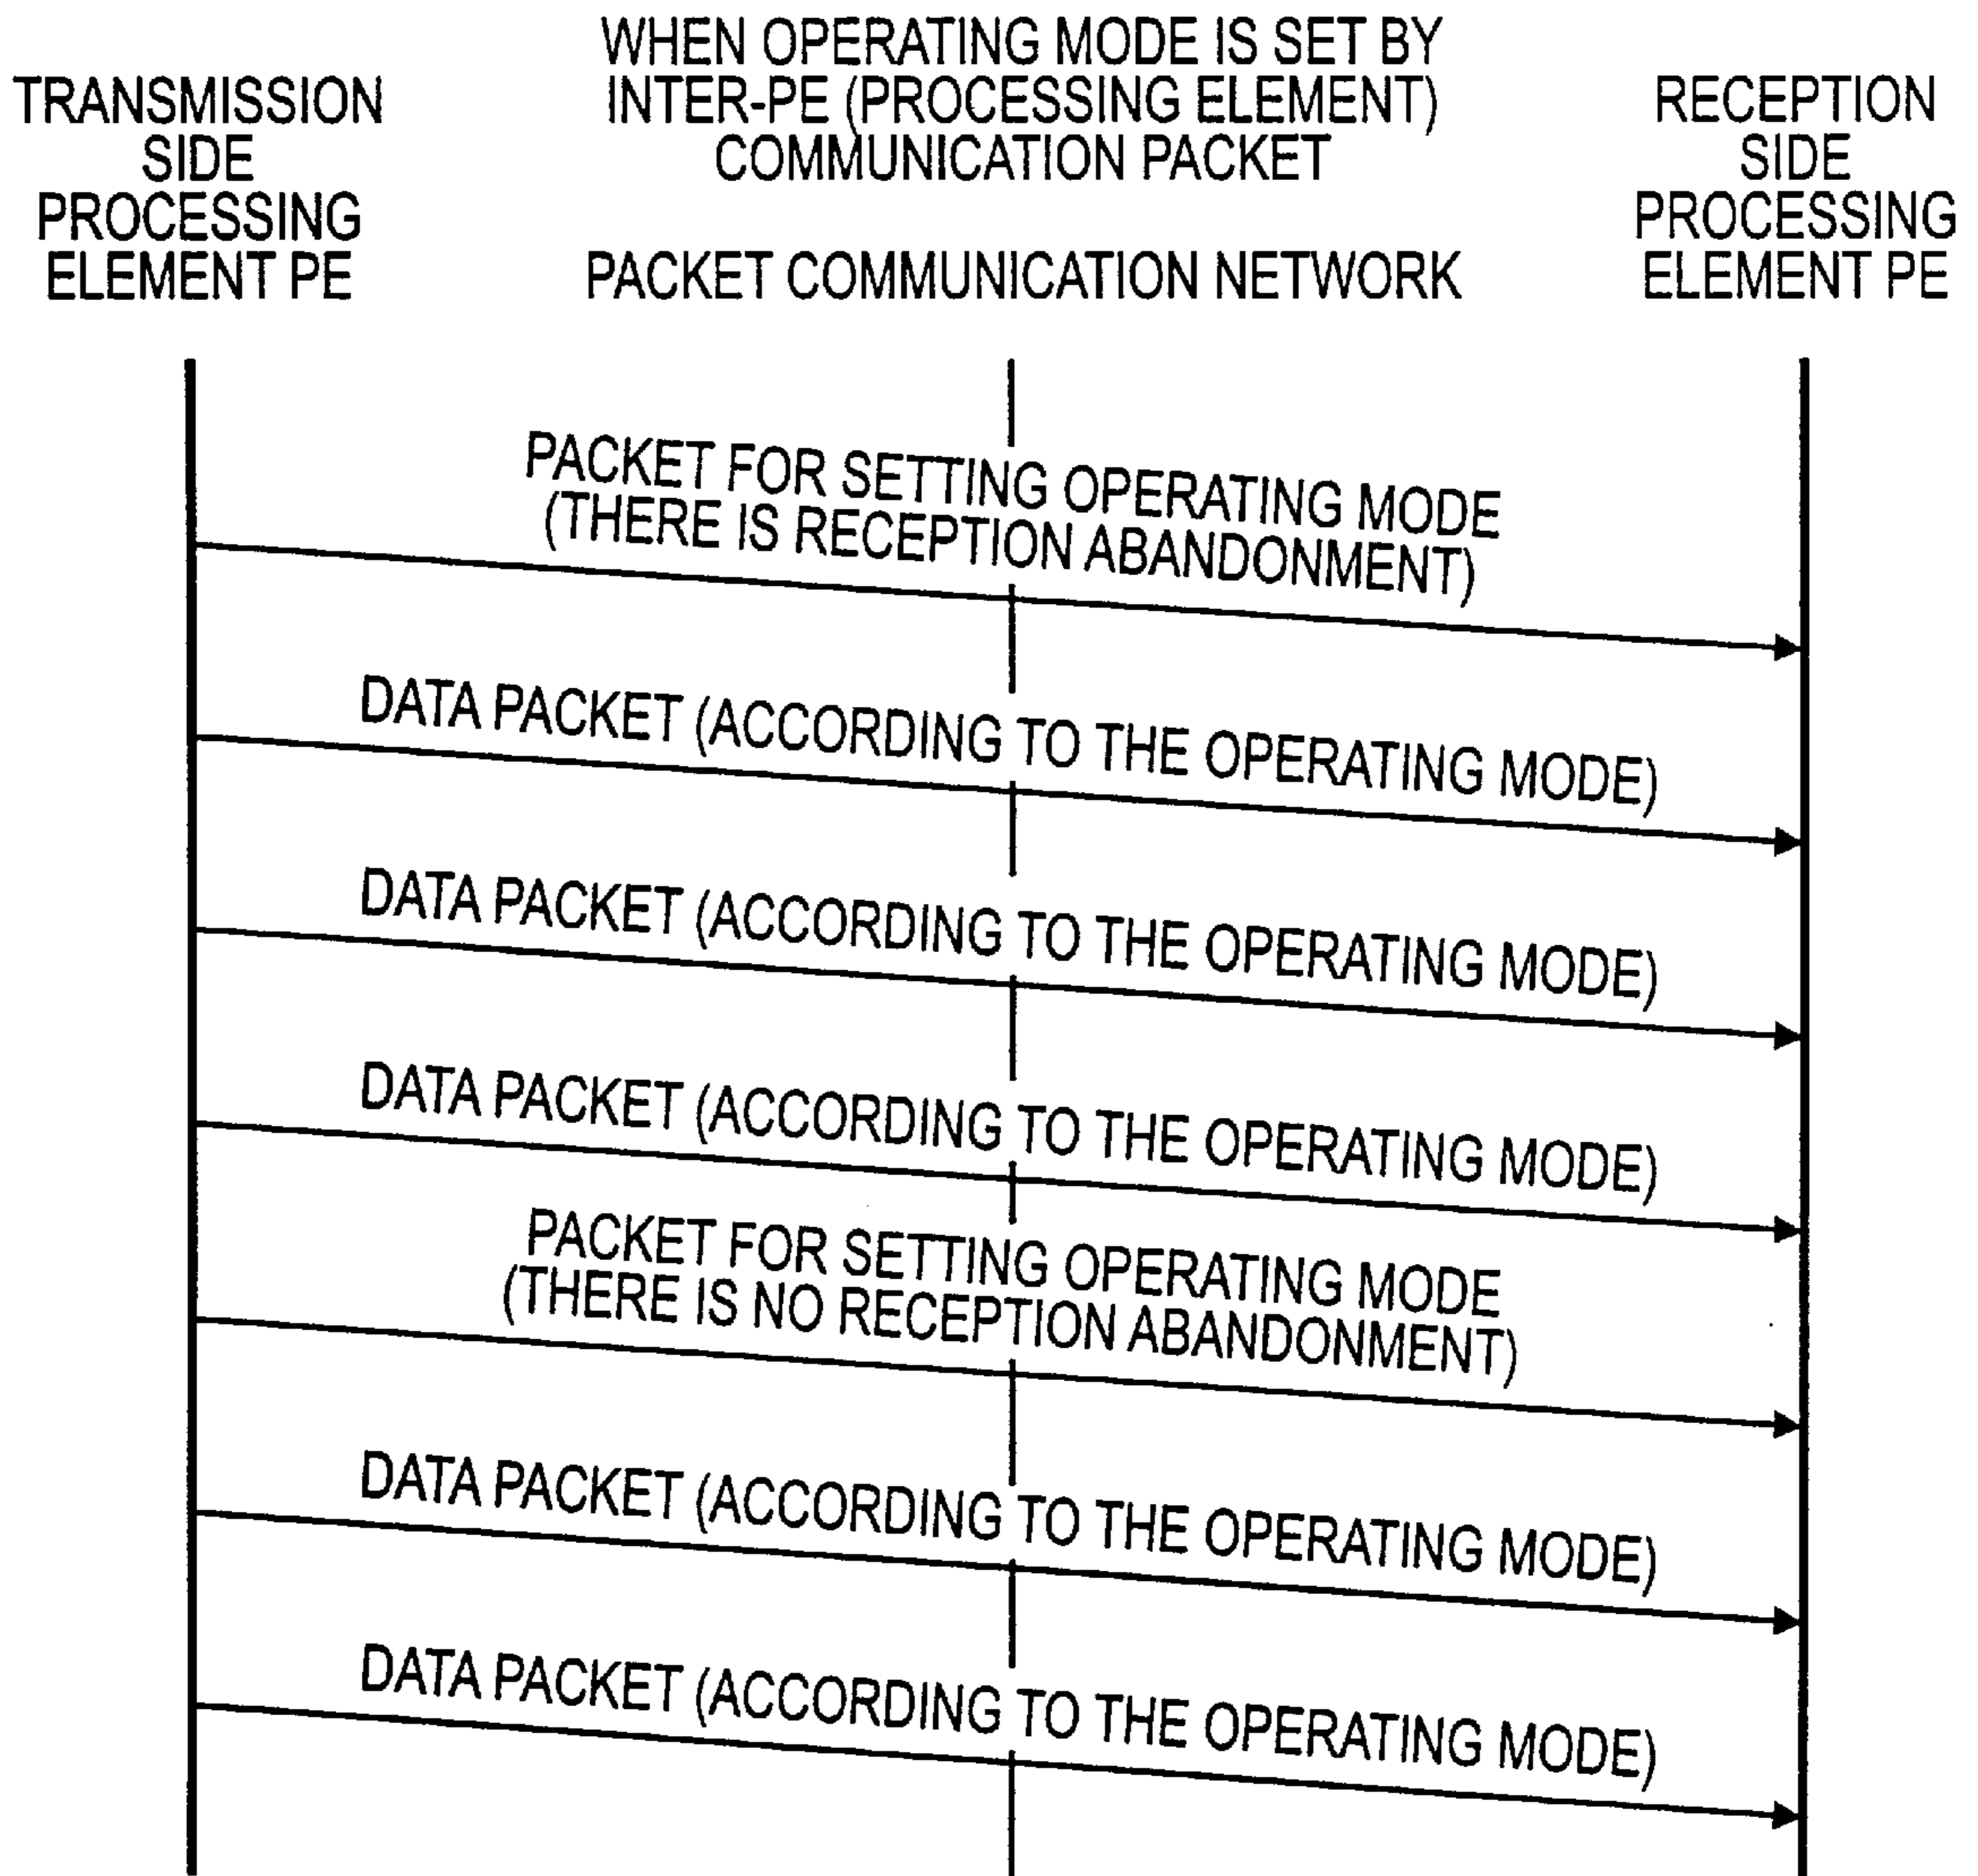 WHEN OPERATING MODE IS SET BY
INTER-PE (PROCESSING ELEMENT)
COMMUNICATION PACKET
TRANSMISSION
SIDE
PROCESSING
ELEMENT PE
PACKET COMMUNICATION NETWORK
RECEPTION
SIDE
PROCESSING
ELEMENT PE
PACKET FOR SETTING OPERATING MODE
(THERE IS RECEPTION ABANDONMENT)
DATA PACKET (ACCORDING TO THE OPERATING MODE)
DATA PACKET (ACCORDING TO THE OPERATING MODE)
DATA PACKET (ACCORDING TO THE OPERATING MODE)
PACKET FOR SETTING OPERATING MODE
(THERE IS NO RECEPTION ABANDONMENT)
DATA PACKET (ACCORDING TO THE OPERATING MODE)
DATA PACKET (ACCORDING TO THE OPERATING MODE)